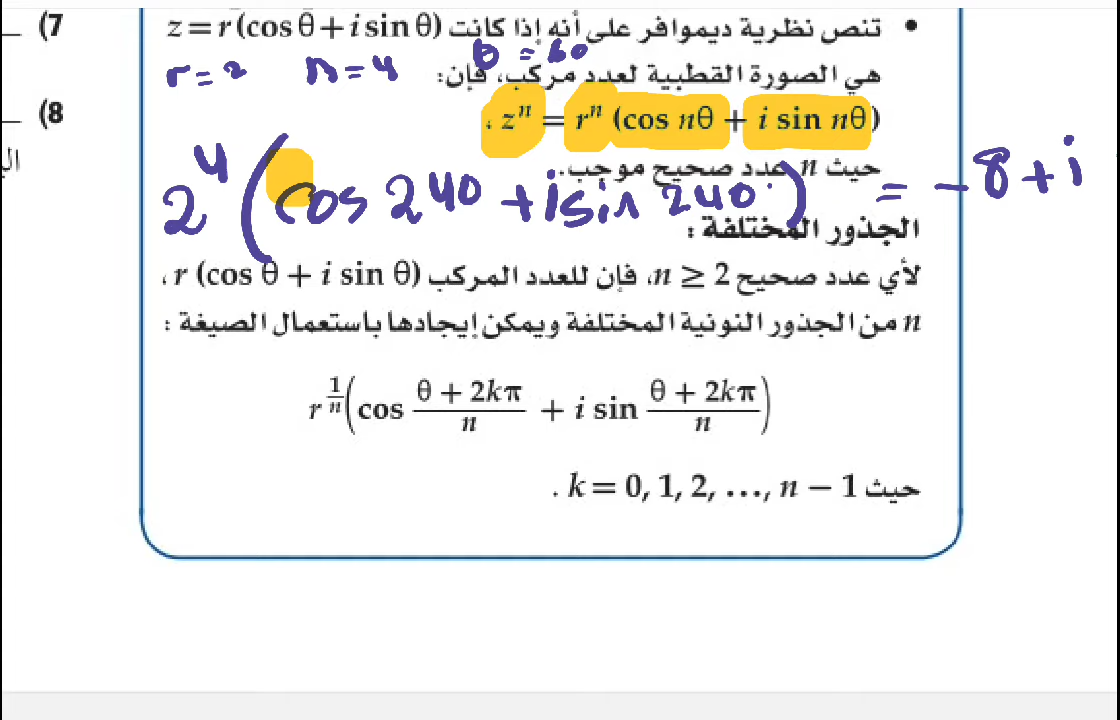 • تنص نظرية ديموافر على أنه إذا كانت z = r(cos θ + i sin θ)
θ = 60
r = 2 n = 4
هي الصورة القطبية لعدد مركب، فإن:
zⁿ = rⁿ (cos nθ + i sin nθ) ،
حيث n عدد صحيح موجب.
2⁴ (cos 240 + i sin 240) = -8 + i
الجذور المختلفة :
لأي عدد صحيح n ≥ 2، فإن للعدد المركب r (cos θ + i sin θ) ،
n من الجذور النونية المختلفة ويمكن إيجادها باستعمال الصيغة :
r^(1/n) (cos (θ + 2kπ)/n + i sin (θ + 2kπ)/n)
حيث k = 0, 1, 2, …, n − 1 .
(7
(8